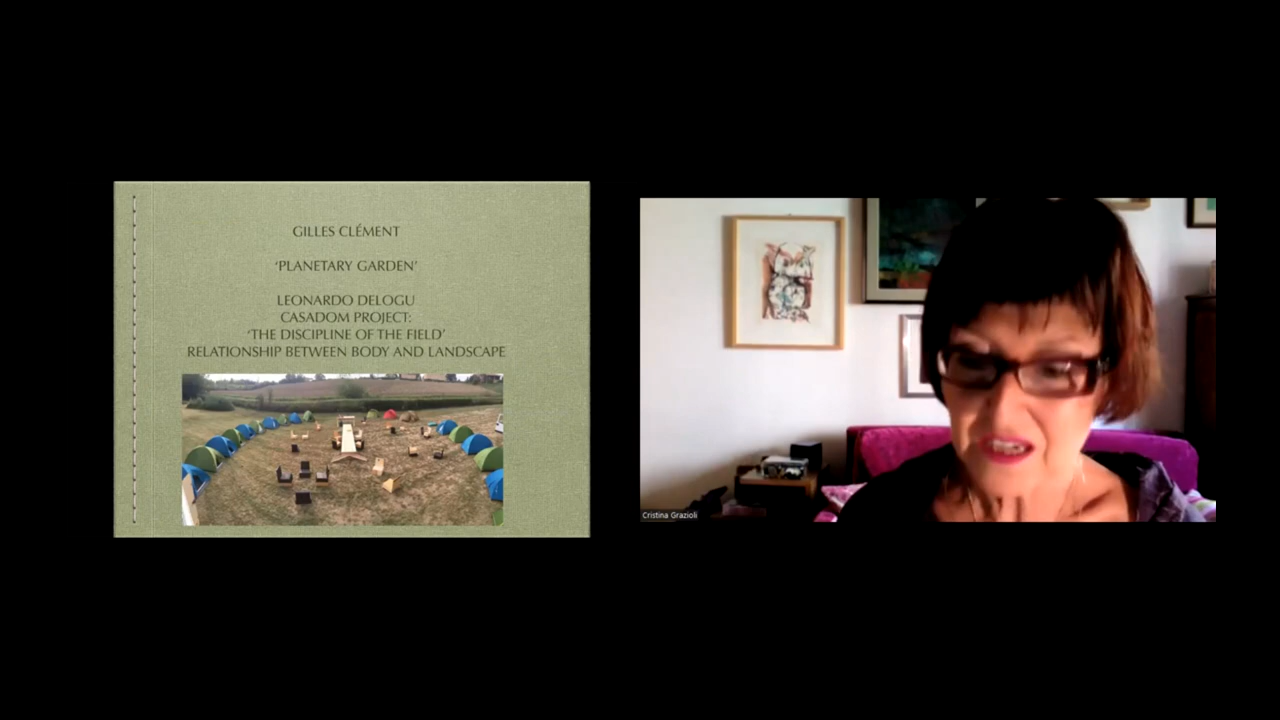 GILLES CLÉMENT
‘PLANETARY GARDEN’
LEONARDO DELOGU
CASADOM PROJECT:
‘THE DISCIPLINE OF THE FIELD’
RELATIONSHIP BETWEEN BODY AND LANDSCAPE
Cristina Grazioli